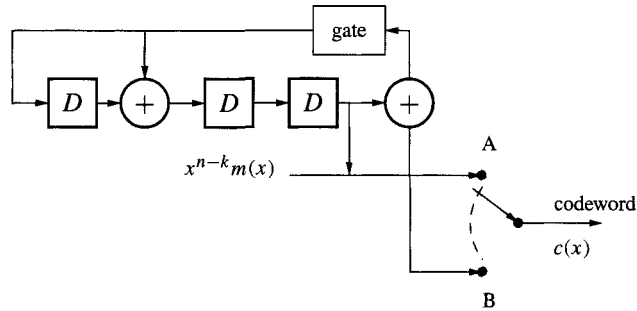 gate
D + D D +
A
x^{n-k}m(x)
codeword
c(x)
B